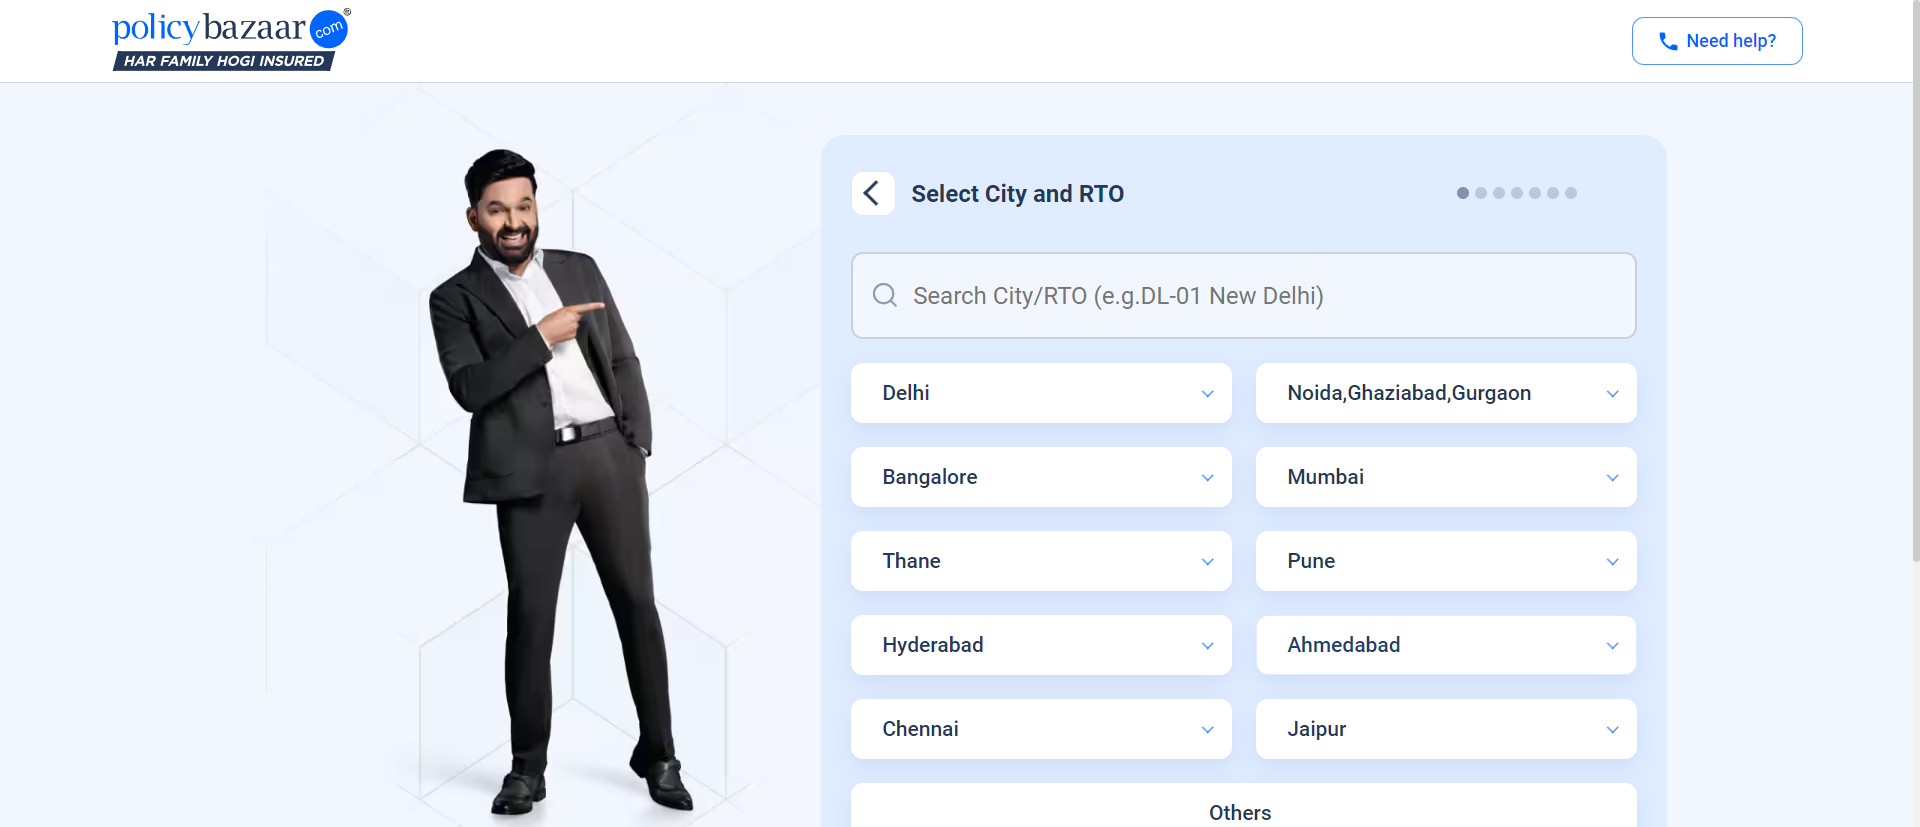 policybazaar com ®
HAR FAMILY HOGI INSURED
Need help?
Select City and RTO
Search City/RTO (e.g.DL-01 New Delhi)
Delhi
Noida,Ghaziabad,Gurgaon
Bangalore
Mumbai
Thane
Pune
Hyderabad
Ahmedabad
Chennai
Jaipur
Others